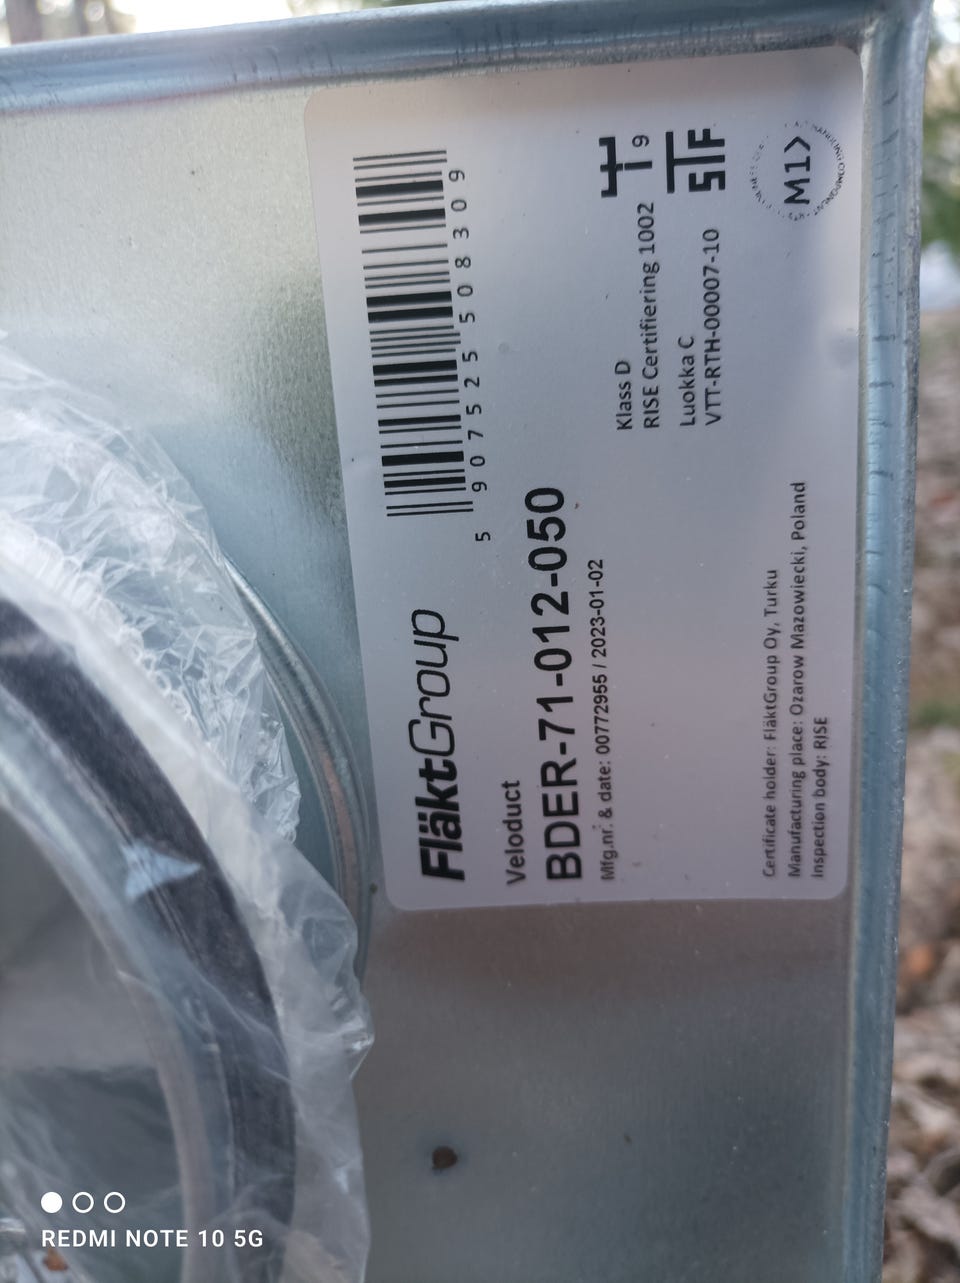 FläktGroup
5 907525 508309
Veloduct
BDER-71-012-050
Mfg.nr. & date: 00772955 / 2023-01-02
Klass D
RISE Certifiering 1002
9
Luokka C
VTT-RTH-00007-10
STF
M1
Certificate holder: FläktGroup Oy, Turku
Manufacturing place: Ozarow Mazowiecki, Poland
Inspection body: RISE
REDMI NOTE 10 5G